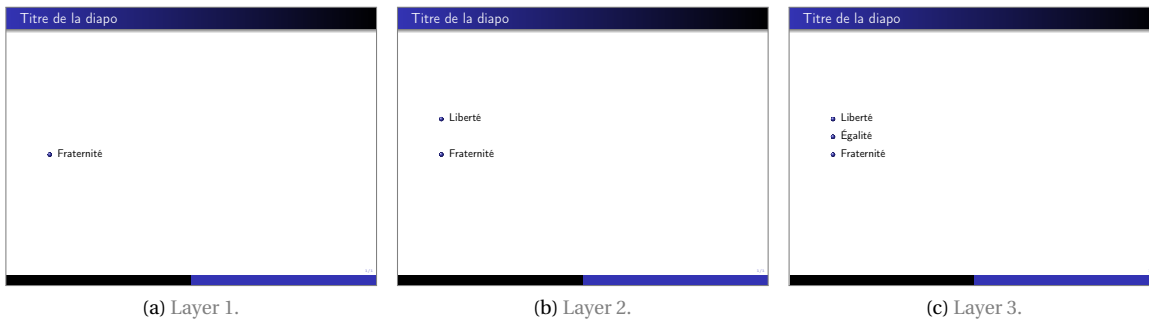 Titre de la diapo
Fraternité
(a) Layer 1.
Titre de la diapo
Liberté
Fraternité
(b) Layer 2.
Titre de la diapo
Liberté
Égalité
Fraternité
(c) Layer 3.